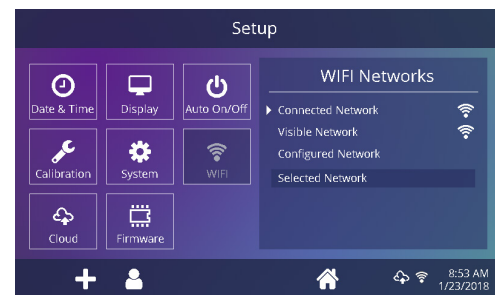 Setup
Date & Time
Display
Auto On/Off
Calibration
System
WIFI
Cloud
Firmware
WIFI Networks
Connected Network
Visible Network
Configured Network
Selected Network
8:53 AM
1/23/2018